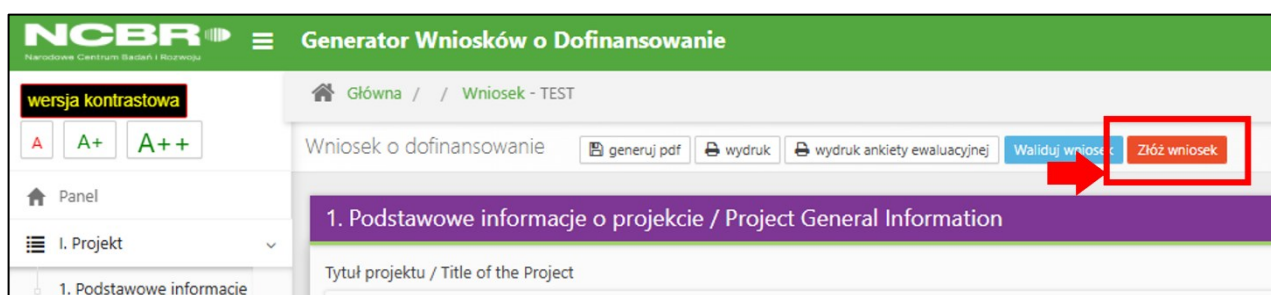 NCBR
Narodowe Centrum Badań i Rozwoju
Generator Wniosków o Dofinansowanie
wersja kontrastowa
Główna / / Wniosek - TEST
A A+ A++
Wniosek o dofinansowanie generuj pdf wydruk wydruk ankiety ewaluacyjnej Waliduj wniosek Złóż wniosek
Panel
1. Podstawowe informacje o projekcie / Project General Information
I. Projekt
Tytuł projektu / Title of the Project
1. Podstawowe informacje